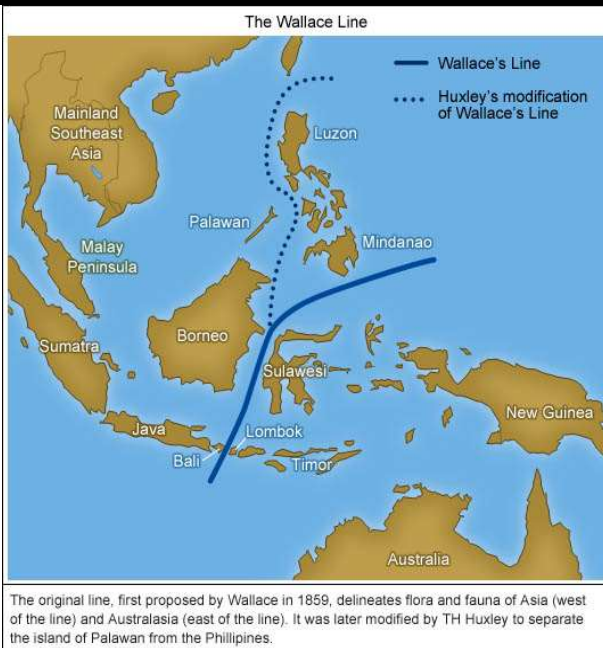 The Wallace Line
Wallace's Line
Huxley's modification
of Wallace's Line
Mainland
Southeast
Asia
Luzon
Palawan
Mindanao
Malay
Peninsula
Borneo
Sumatra
Sulawesi
New Guinea
Java
Lombok
Bali
Timor
Australia
The original line, first proposed by Wallace in 1859, delineates flora and fauna of Asia (west
of the line) and Australasia (east of the line). It was later modified by TH Huxley to separate
the island of Palawan from the Phillipines.